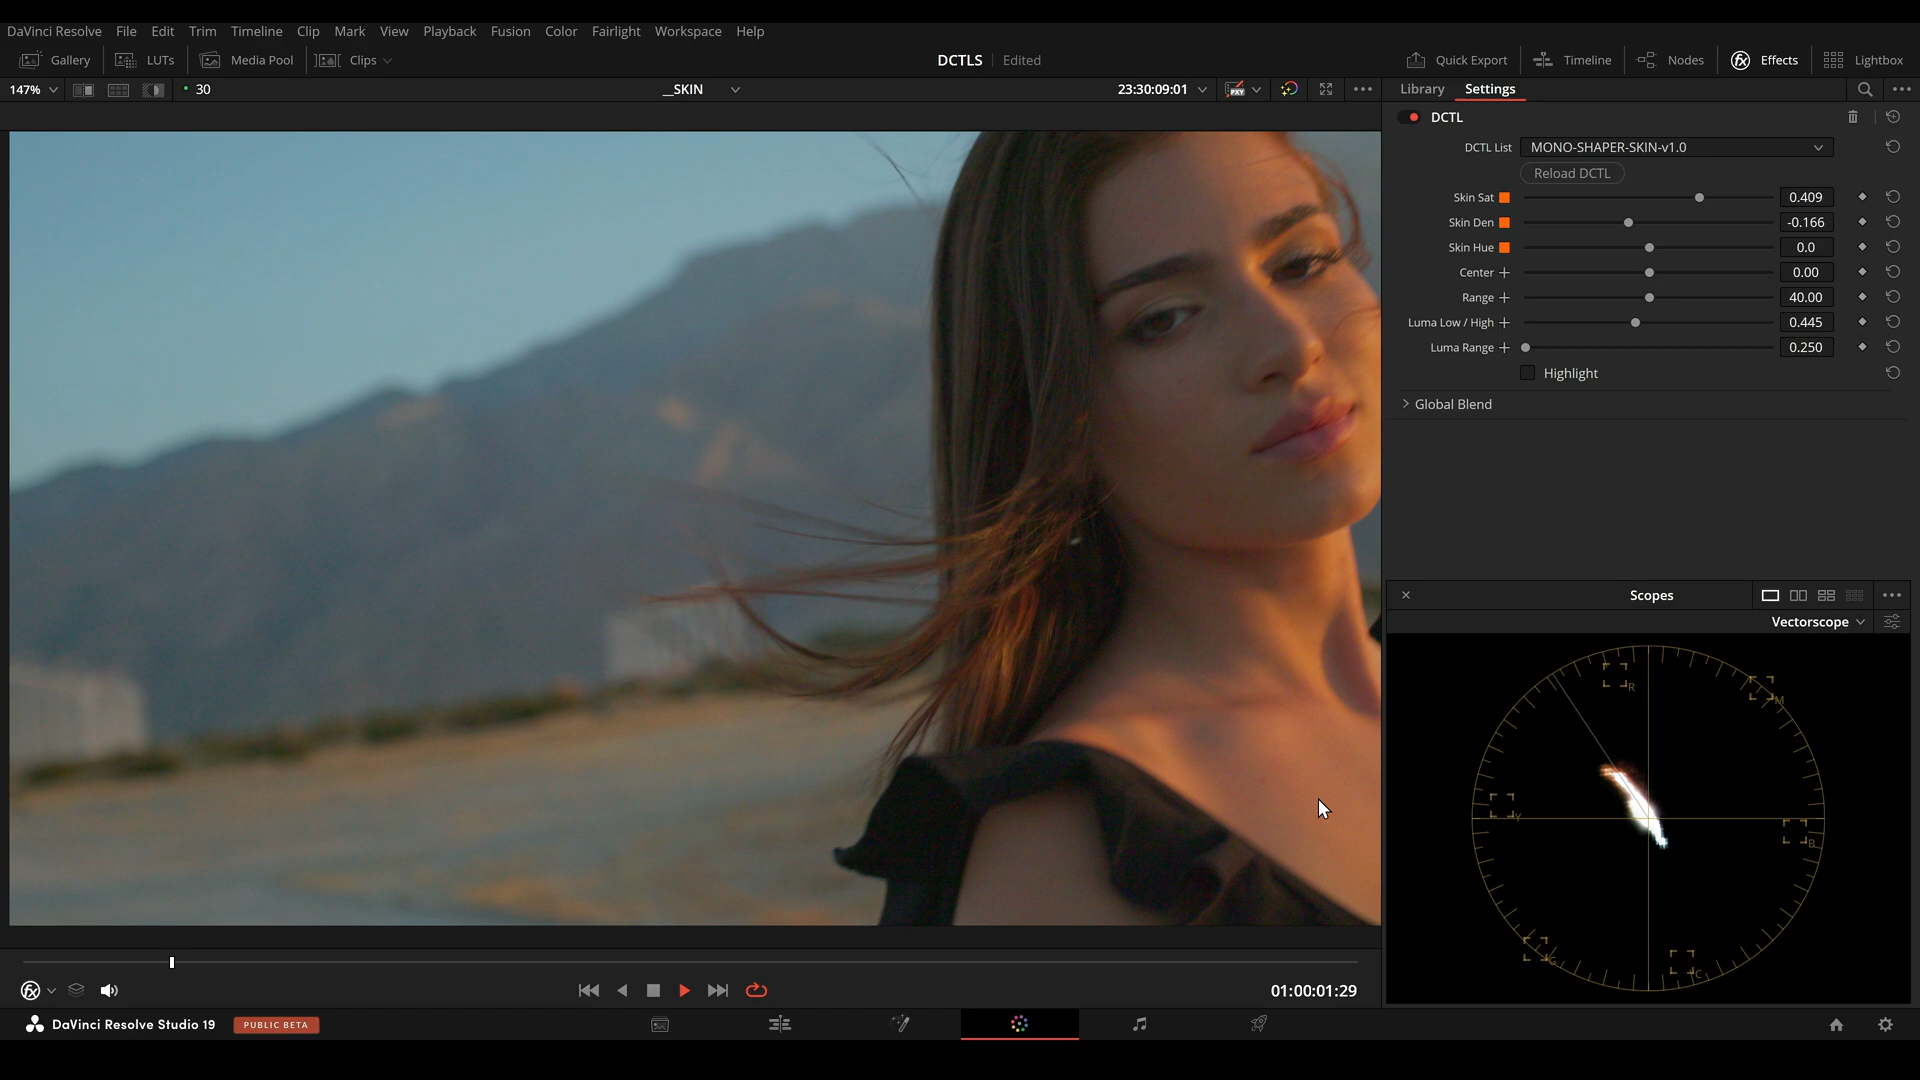 DaVinci Resolve File Edit Trim Timeline Clip Mark View Playback Fusion Color Fairlight Workspace Help
Gallery LUTs Media Pool Clips DCTLS Edited Quick Export Timeline Nodes Effects Lightbox
147% 30 __SKIN 23:30:09:01 PXY Library Settings
DCTL
DCTL List MONO-SHAPER-SKIN-v1.0
Reload DCTL
Skin Sat 0.409
Skin Den -0.166
Skin Hue 0.0
Center 0.00
Range 40.00
Luma Low / High 0.445
Luma Range 0.250
Highlight
Global Blend
Scopes
Vectorscope
R
M
Y
B
G
C
01:00:01:29
DaVinci Resolve Studio 19 PUBLIC BETA